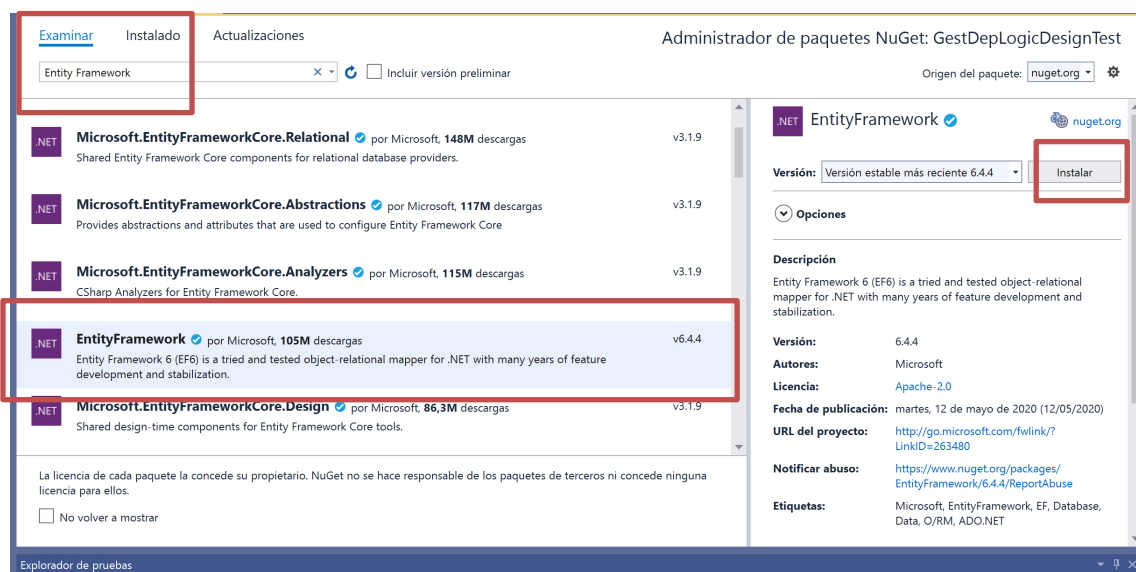 Examinar Instalado Actualizaciones
Administrador de paquetes NuGet: GestDepLogicDesignTest
Entity Framework
Incluir versión preliminar
Origen del paquete: nuget.org
.NET Microsoft.EntityFrameworkCore.Relational por Microsoft, 148M descargas v3.1.9
Shared Entity Framework Core components for relational database providers.
.NET Microsoft.EntityFrameworkCore.Abstractions por Microsoft, 117M descargas v3.1.9
Provides abstractions and attributes that are used to configure Entity Framework Core
.NET Microsoft.EntityFrameworkCore.Analyzers por Microsoft, 115M descargas v3.1.9
CSharp Analyzers for Entity Framework Core.
.NET EntityFramework por Microsoft, 105M descargas v6.4.4
Entity Framework 6 (EF6) is a tried and tested object-relational mapper for .NET with many years of feature
development and stabilization.
.NET Microsoft.EntityFrameworkCore.Design por Microsoft, 86,3M descargas v3.1.9
Shared design-time components for Entity Framework Core tools.
La licencia de cada paquete la concede su propietario. NuGet no se hace responsable de los paquetes de terceros ni concede ninguna
licencia para ellos.
No volver a mostrar
.NET EntityFramework nuget.org
Versión: Versión estable más reciente 6.4.4 Instalar
Opciones
Descripción
Entity Framework 6 (EF6) is a tried and tested object-relational
mapper for .NET with many years of feature development and
stabilization.
Versión: 6.4.4
Autores: Microsoft
Licencia: Apache-2.0
Fecha de publicación: martes, 12 de mayo de 2020 (12/05/2020)
URL del proyecto: http://go.microsoft.com/fwlink/?
LinkID=263480
Notificar abuso: https://www.nuget.org/packages/
EntityFramework/6.4.4/ReportAbuse
Etiquetas: Microsoft, EntityFramework, EF, Database,
Data, O/RM, ADO.NET
Explorador de pruebas